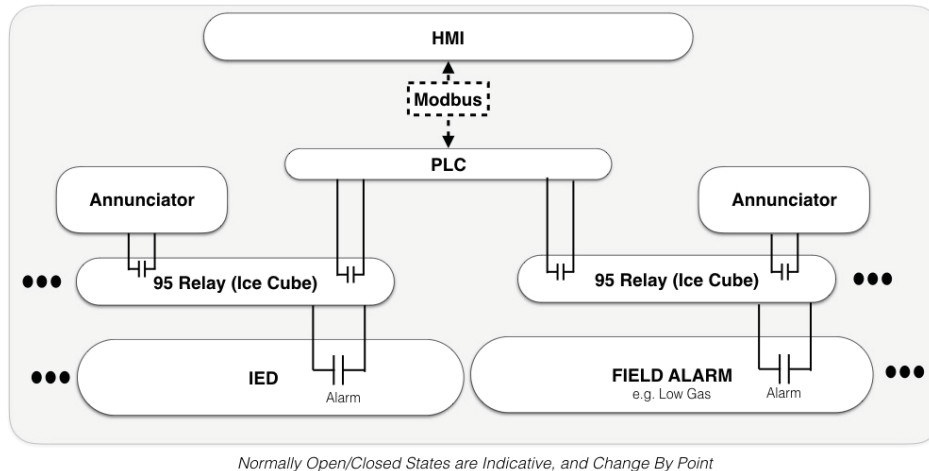 HMI
Modbus
PLC
Annunciator
Annunciator
95 Relay (Ice Cube)
95 Relay (Ice Cube)
IED
Alarm
FIELD ALARM
e.g. Low Gas
Alarm
Normally Open/Closed States are Indicative, and Change By Point